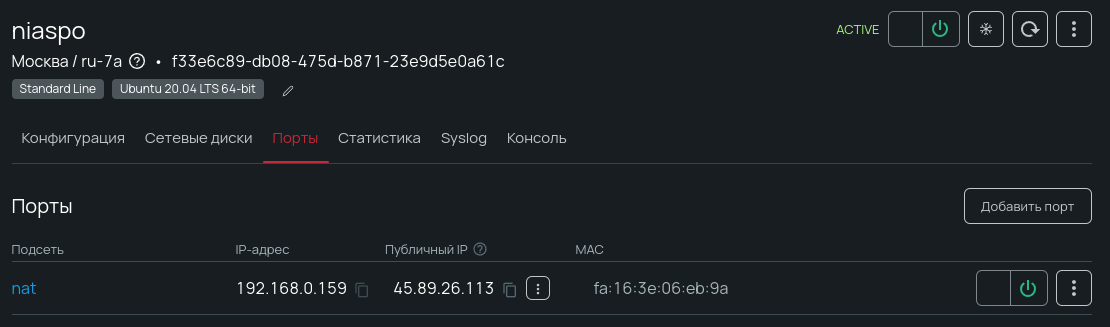 niaspo
ACTIVE
Москва / ru-7a ? • f33e6c89-db08-475d-b871-23e9d5e0a61c
Standard Line Ubuntu 20.04 LTS 64-bit
Конфигурация Сетевые диски Порты Статистика Syslog Консоль
Порты
Добавить порт
Подсеть IP-адрес Публичный IP ? MAC
nat 192.168.0.159 45.89.26.113 fa:16:3e:06:eb:9a